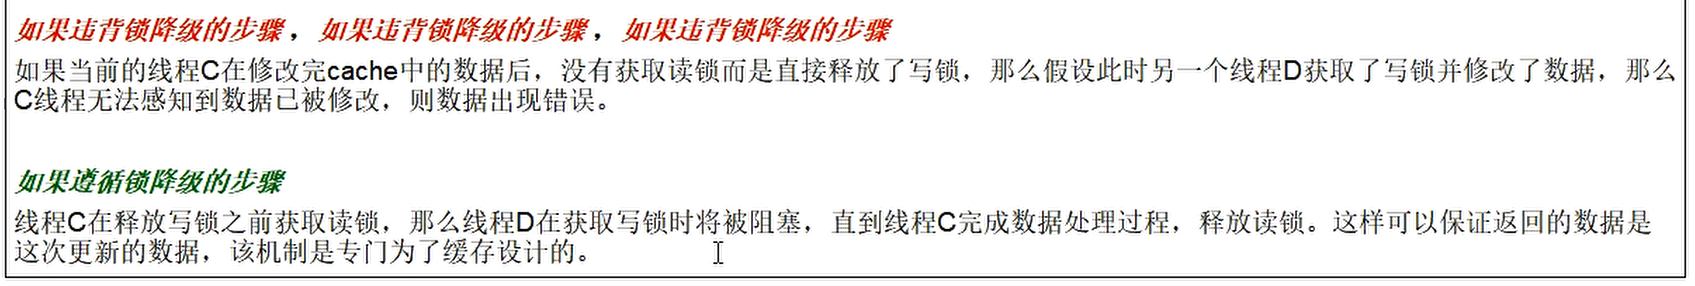 如果违背锁降级的步骤，如果违背锁降级的步骤，如果违背锁降级的步骤
如果当前的线程C在修改完cache中的数据后，没有获取读锁而是直接释放了写锁，那么假设此时另一个线程D获取了写锁并修改了数据，那么
C线程无法感知到数据已被修改，则数据出现错误。
如果遵循锁降级的步骤
线程C在释放写锁之前获取读锁，那么线程D在获取写锁时将被阻塞，直到线程C完成数据处理过程，释放读锁。这样可以保证返回的数据是
这次更新的数据，该机制是专门为了缓存设计的。